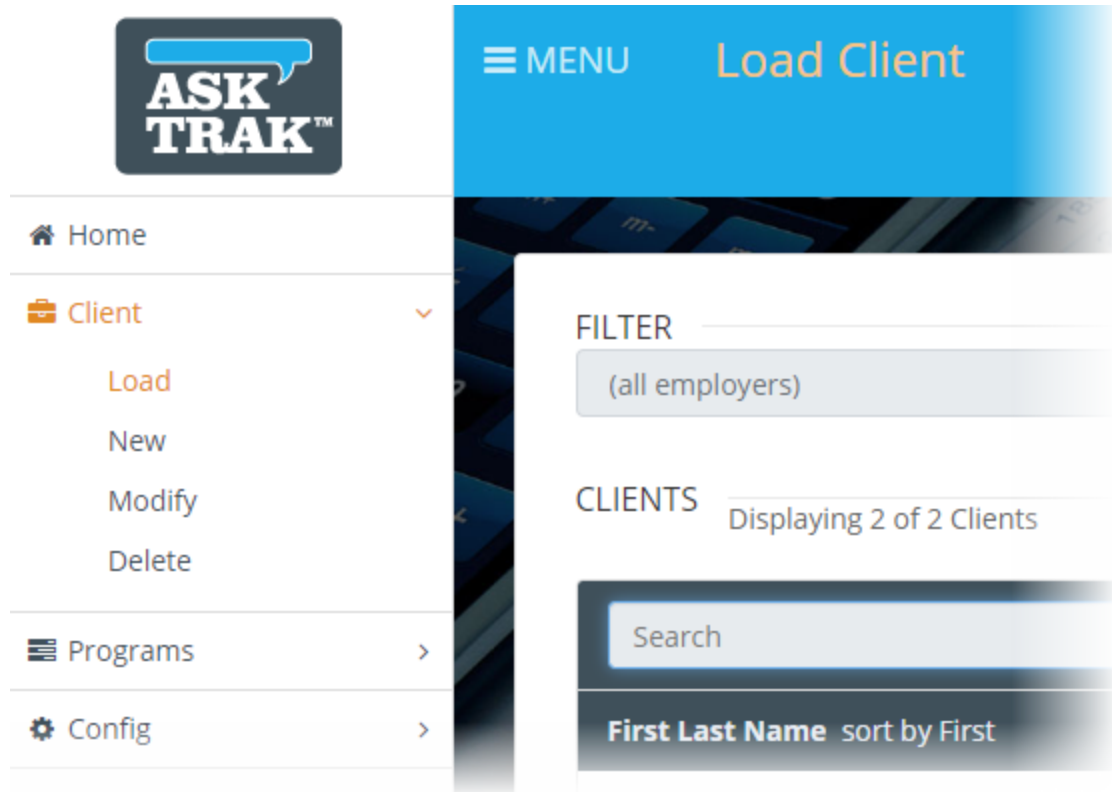 ASK
TRAK™
Home
Client
Load
New
Modify
Delete
Programs
Config
MENU
Load Client
m-
FILTER
(all employers)
CLIENTS
Displaying 2 of 2 Clients
Search
First Last Name sort by First